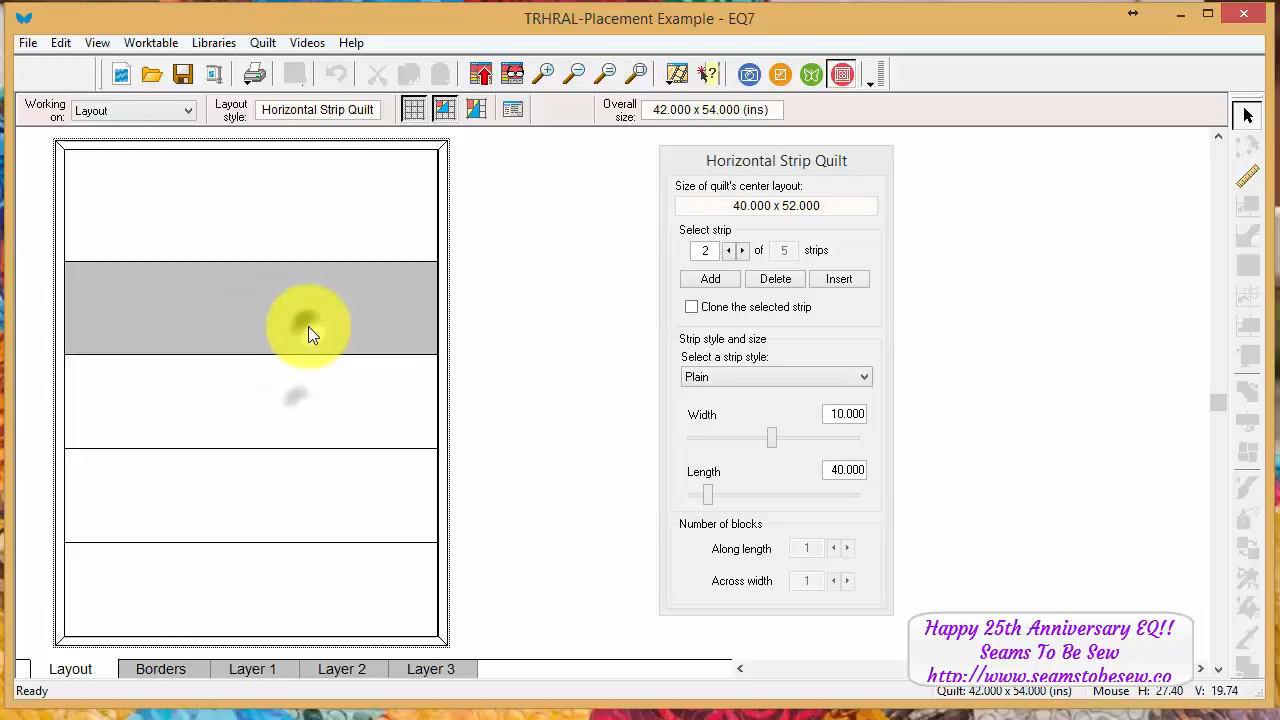 TRHRAL-Placement Example - EQ7
File Edit View Worktable Libraries Quilt Videos Help
Working on: Layout Layout style: Horizontal Strip Quilt Overall size: 42.000 x 54.000 (ins)
Horizontal Strip Quilt
Size of quilt's center layout:
40.000 x 52.000
Select strip
2 of 5 strips
Add Delete Insert
Clone the selected strip
Strip style and size
Select a strip style:
Plain
Width 10.000
Length 40.000
Number of blocks
Along length 1
Across width 1
Happy 25th Anniversary EQ!!
Seams To Be Sew
http://www.seamstobesew.co
Layout Borders Layer 1 Layer 2 Layer 3
Ready Quilt: 42.000 x 54.000 (ins) Mouse H: 27.40 V: 19.74